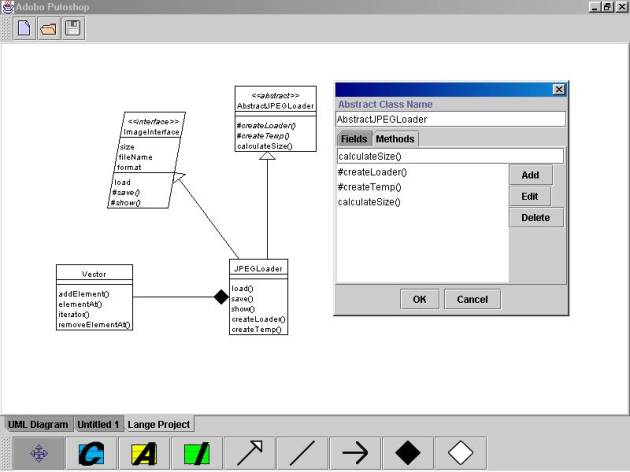 Adobo Putoshop
<<abstract>>
AbstractJPEGLoader
#createLoader()
#createTemp()
calculateSize()
<<interface>>
ImageInterface
size
fileName
format
load
#save()
#show()
Vector
addElement()
elementAt()
iterator()
removeElementAt()
JPEGLoader
load()
save()
show()
createLoader()
createTemp()
Abstract Class Name
AbstractJPEGLoader
Fields Methods
calculateSize()
#createLoader()
#createTemp()
calculateSize()
Add
Edit
Delete
OK Cancel
UML Diagram Untitled 1 Lange Project
C A I